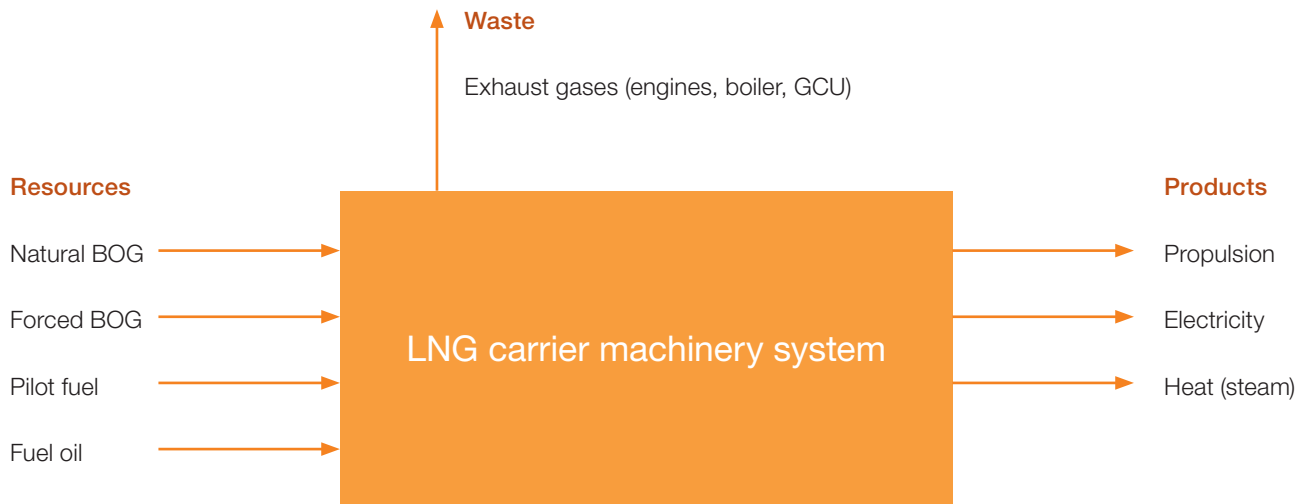 Waste
Exhaust gases (engines, boiler, GCU)
Resources
Natural BOG
Forced BOG
Pilot fuel
Fuel oil
LNG carrier machinery system
Products
Propulsion
Electricity
Heat (steam)